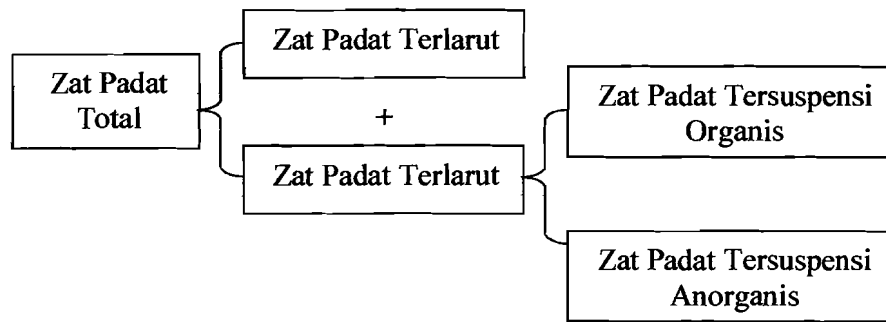 Zat Padat
Total
Zat Padat Terlarut
+
Zat Padat Terlarut
Zat Padat Tersuspensi
Organis
Zat Padat Tersuspensi
Anorganis